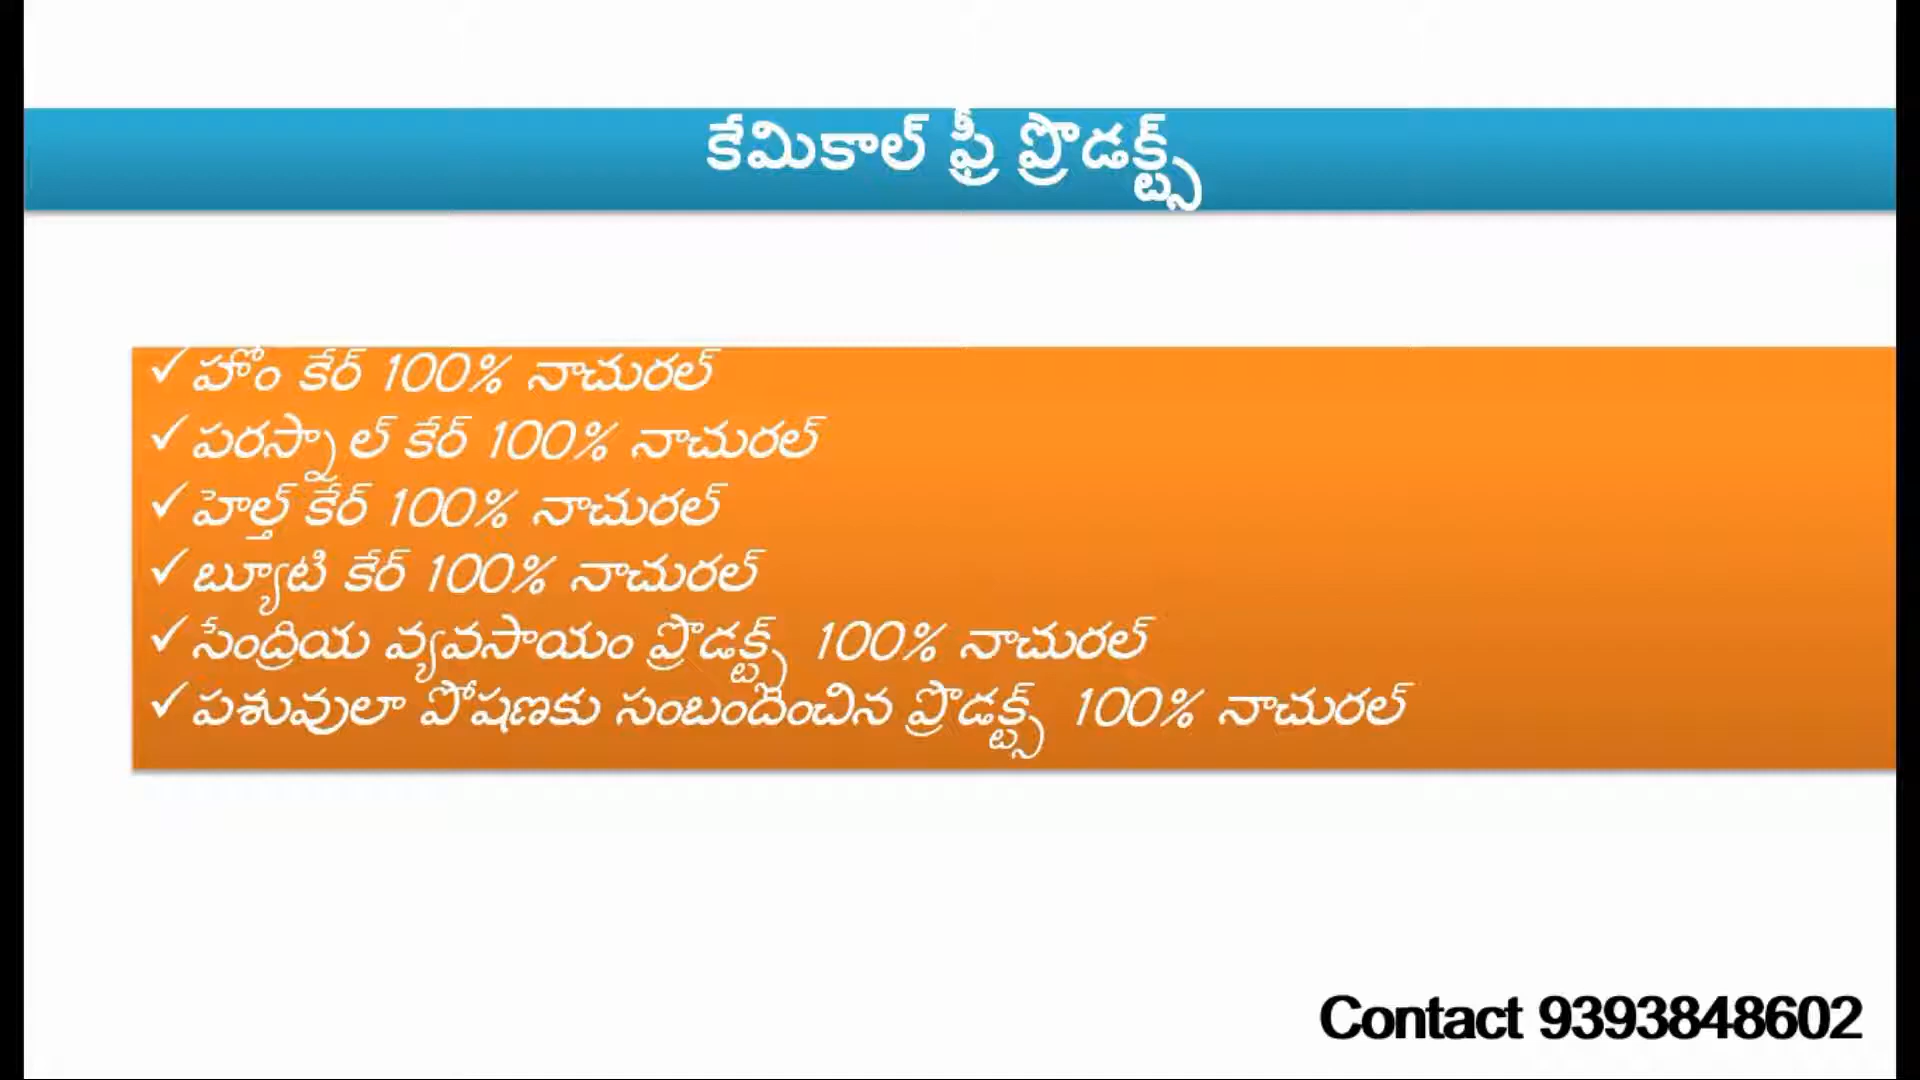 కేమికాల్ ఫ్రీ ప్రొడక్ట్స్
✓ హోం కేర్ 100% నాచురల్
✓ పరస్నాల్ కేర్ 100% నాచురల్
✓ హెల్త్ కేర్ 100% నాచురల్
✓ బ్యూటి కేర్ 100% నాచురల్
✓ సేంద్రియ వ్యవసాయం ప్రొడక్ట్స్ 100% నాచురల్
✓ పశువులా పోషణకు సంబందించిన ప్రొడక్ట్స్ 100% నాచురల్
Contact 9393848602